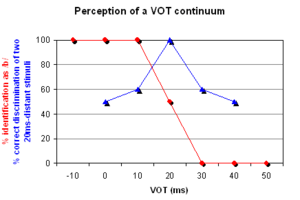 Perception of a VOT continuum
% identification as /b/
% correct discrimination of two
20ms-distant stimuli
100
80
60
40
20
0
-10 0 10 20 30 40 50
VOT (ms)